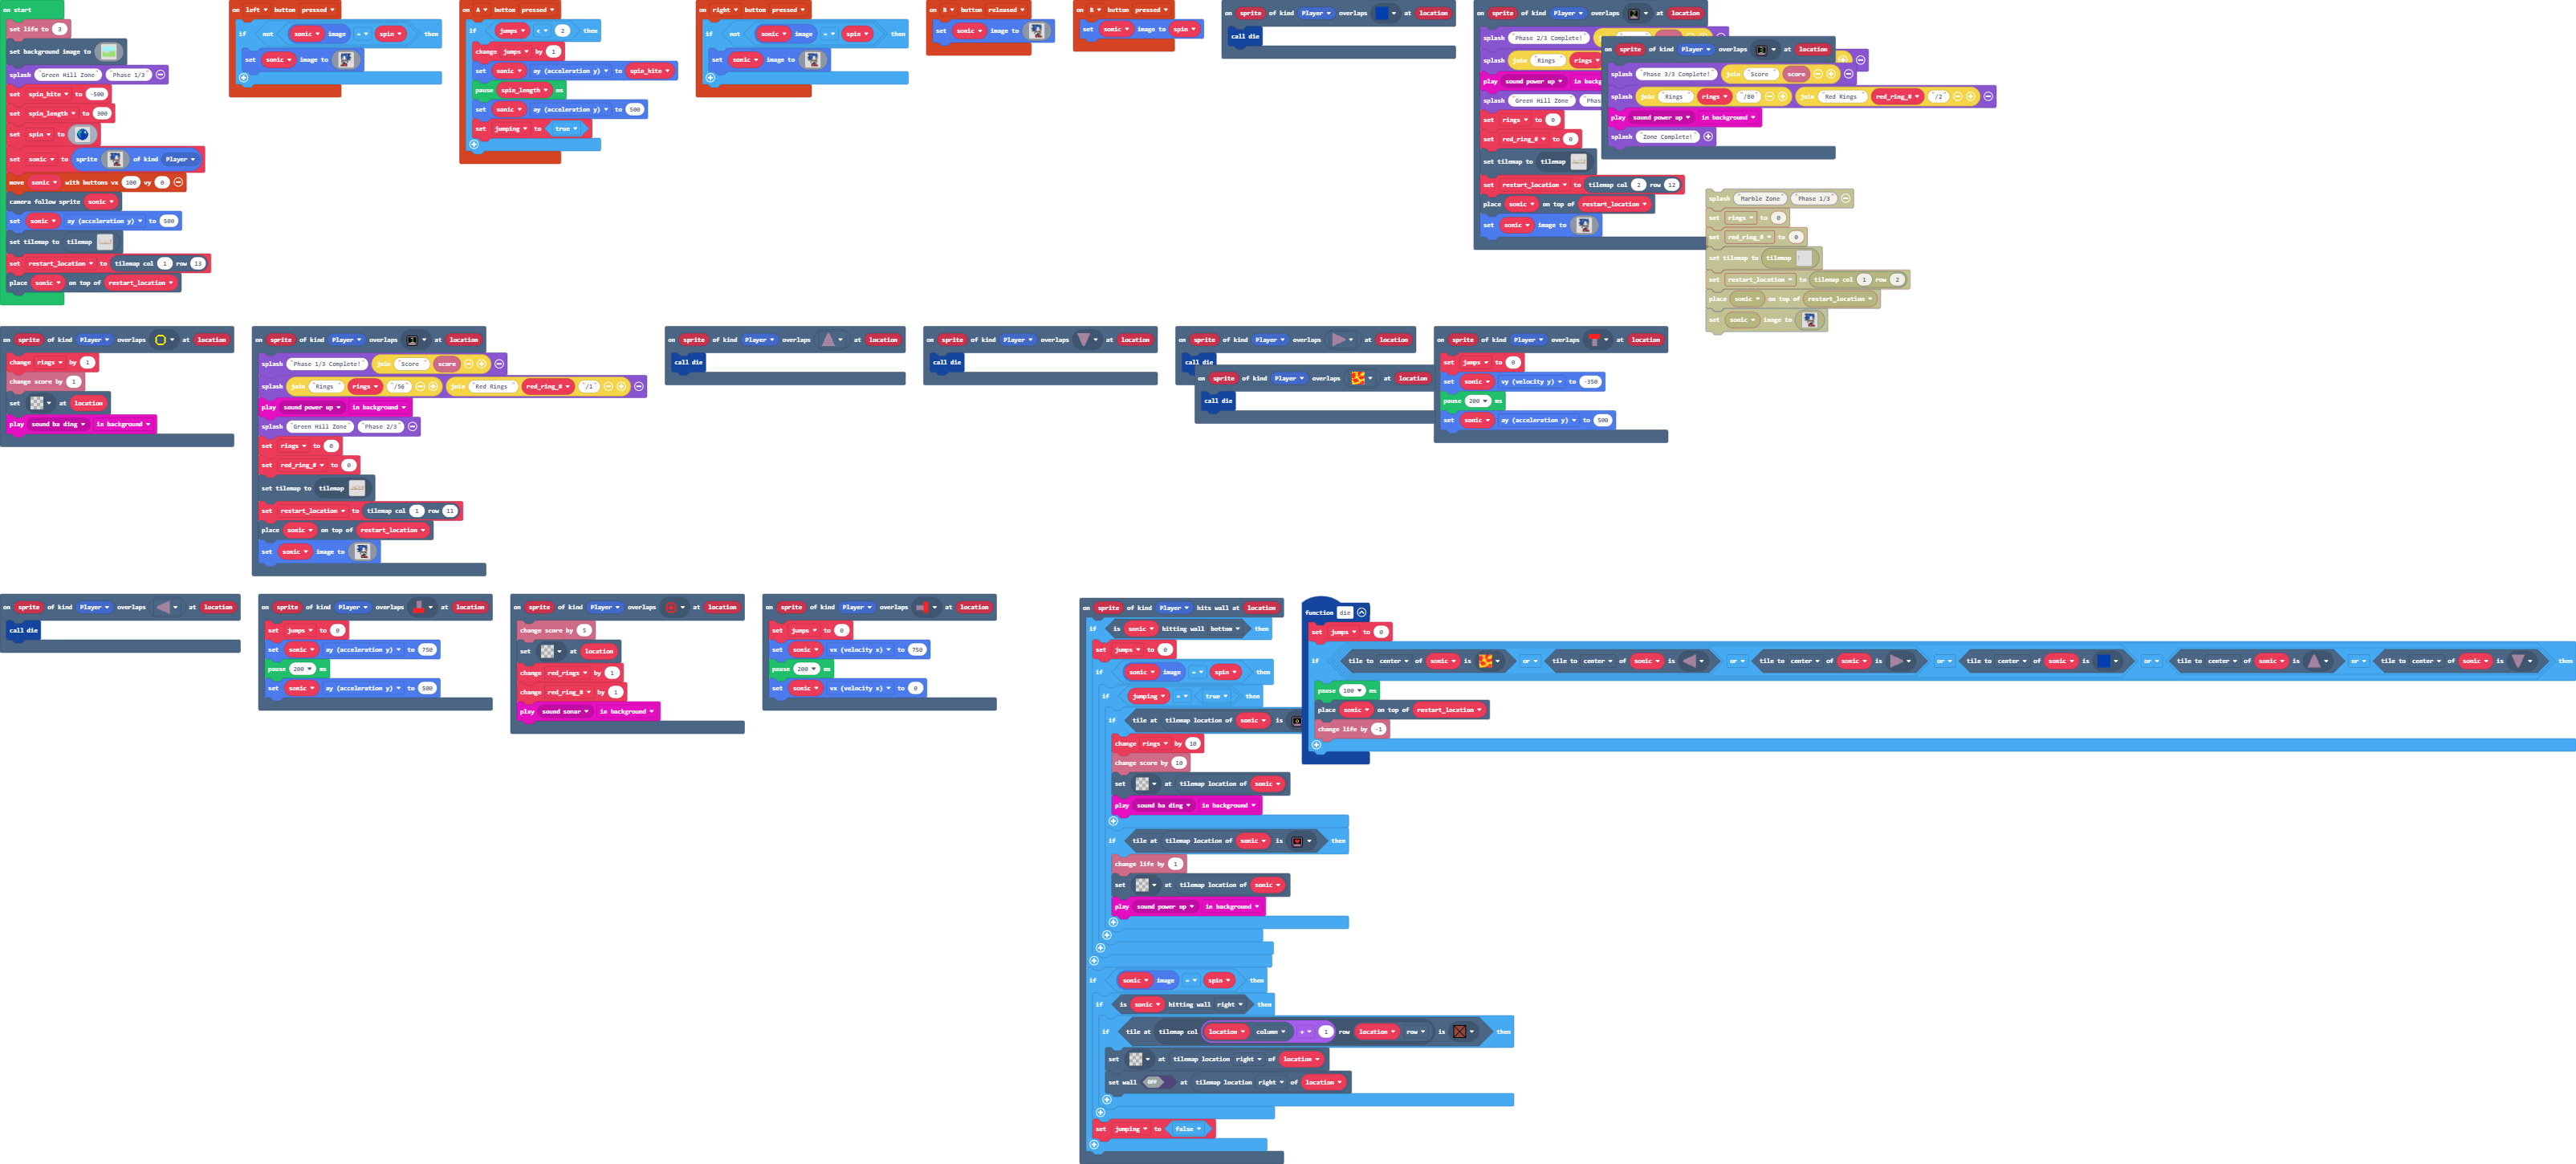 on start
set life to 3
set background image to
splash "Green Hill Zone" "Phase 1/3"
set spin_hite to -500
set spin_length to 300
set spin to
set sonic to sprite of kind Player
move sonic with buttons vx 100 vy 0
camera follow sprite sonic
set sonic ay (acceleration y) to 500
set tilemap to tilemap
set restart_location to tilemap col 1 row 13
place sonic on top of restart_location
on left button pressed
if not sonic image = spin then
set sonic image to
on A button pressed
if jumps < 2 then
change jumps by 1
set sonic ay (acceleration y) to spin_hite
pause spin_length ms
set sonic ay (acceleration y) to 500
set jumping to true
on right button pressed
if not sonic image = spin then
set sonic image to
on B button released
set sonic image to
on B button pressed
set sonic image to spin
on sprite of kind Player overlaps at location
call die
on sprite of kind Player overlaps at location
splash "Phase 2/3 Complete!"
splash join "Rings" rings
play sound power up in backg
splash "Green Hill Zone" "Phas
set rings to 0
set red_ring_# to 0
set tilemap to tilemap
set restart_location to tilemap col 2 row 12
place sonic on top of restart_location
set sonic image to
on sprite of kind Player overlaps at location
splash "Phase 3/3 Complete!" join "Score" score
splash join "Rings" rings "/80" join "Red Rings" red_ring_# "/2"
play sound power up in background
splash "Zone Complete!"
splash "Marble Zone" "Phase 1/3"
set rings to 0
set red_ring_# to 0
set tilemap to tilemap
set restart_location to tilemap col 1 row 2
place sonic on top of restart_location
set sonic image to
on sprite of kind Player overlaps at location
change rings by 1
change score by 1
set at location
play sound ba ding in background
on sprite of kind Player overlaps at location
splash "Phase 1/3 Complete!" join "Score" score
splash join "Rings" rings "/56" join "Red Rings" red_ring_# "/1"
play sound power up in background
splash "Green Hill Zone" "Phase 2/3"
set rings to 0
set red_ring_# to 0
set tilemap to tilemap
set restart_location to tilemap col 1 row 11
place sonic on top of restart_location
set sonic image to
on sprite of kind Player overlaps at location
call die
on sprite of kind Player overlaps at location
call die
on sprite of kind Player overlaps at location
call die
on sprite of kind Player overlaps at location
call die
on sprite of kind Player overlaps at location
set jumps to 0
set sonic vy (velocity y) to -350
pause 200 ms
set sonic ay (acceleration y) to 500
on sprite of kind Player overlaps at location
call die
on sprite of kind Player overlaps at location
set jumps to 0
set sonic ay (acceleration y) to 750
pause 200 ms
set sonic ay (acceleration y) to 500
on sprite of kind Player overlaps at location
change score by 5
set at location
change red_rings by 1
change red_ring_# by 1
play sound sonar in background
on sprite of kind Player overlaps at location
set jumps to 0
set sonic vx (velocity x) to 750
pause 200 ms
set sonic vx (velocity x) to 0
on sprite of kind Player hits wall at location
if is sonic hitting wall bottom then
set jumps to 0
if sonic image = spin then
if jumping = true then
if tile at tilemap location of sonic is
change rings by 10
change score by 10
set at tilemap location of sonic
play sound ba ding in background
if tile at tilemap location of sonic is then
change life by 1
set at tilemap location of sonic
play sound power up in background
if sonic image = spin then
if is sonic hitting wall right then
if tile at tilemap col location column + 1 row location row is then
set at tilemap location right of location
set wall OFF at tilemap location right of location
set jumping to false
function die
set jumps to 0
if tile to center of sonic is or tile to center of sonic is or tile to center of sonic is or tile to center of sonic is or tile to center of sonic is or tile to center of sonic is then
pause 100 ms
place sonic on top of restart_location
change life by -1